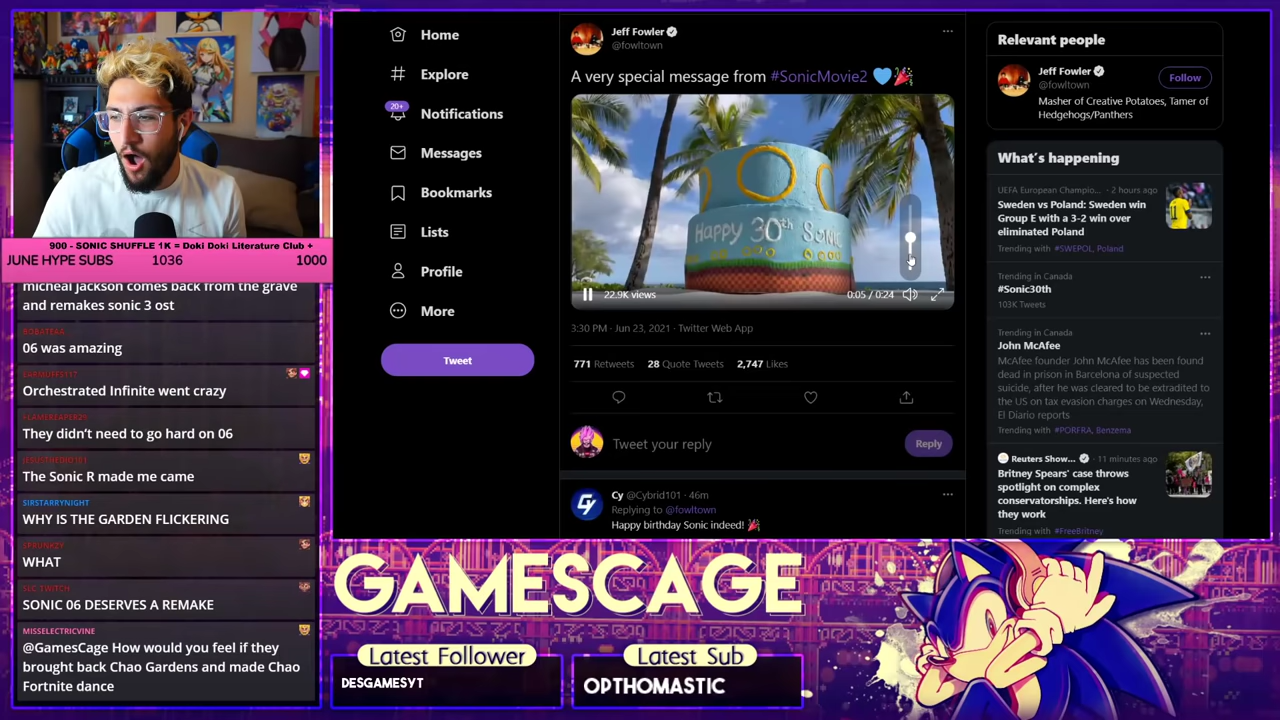 900 - SONIC SHUFFLE 1K = Doki Doki Literature Club +
JUNE HYPE SUBS 1036 1000
micheal jackson comes back from the grave
and remakes sonic 3 ost
06 was amazing
Orchestrated Infinite went crazy
They didn't need to go hard on 06
The Sonic R made me came
SIRSTARRYNIGHT
WHY IS THE GARDEN FLICKERING
SPRUNKZY
WHAT
SLC_TWITCH
SONIC 06 DESERVES A REMAKE
MISSELECTRICVINE
@GamesCage How would you feel if they
brought back Chao Gardens and made Chao
Fortnite dance
Home
Explore
20+
Notifications
Messages
Bookmarks
Lists
Profile
More
Tweet
Jeff Fowler
@fowltown
A very special message from #SonicMovie2 💙🎉
Happy 30th SONIC
22.9K views
0:05 / 0:24
3:30 PM · Jun 23, 2021 · Twitter Web App
771 Retweets 28 Quote Tweets 2,747 Likes
Tweet your reply
Reply
Cy @Cybrid101 · 46m
Replying to @fowltown
Happy birthday Sonic indeed! 🎉
Relevant people
Jeff Fowler
@fowltown
Follow
Masher of Creative Potatoes, Tamer of
Hedgehogs/Panthers
What's happening
UEFA European Champio... · 2 hours ago
Sweden vs Poland: Sweden win
Group E with a 3-2 win over
eliminated Poland
Trending with #SWEPOL, Poland
Trending in Canada
#Sonic30th
103K Tweets
Trending in Canada
John McAfee
McAfee founder John McAfee has been found
dead in prison in Barcelona of suspected
suicide, after he was cleared to be extradited to
the US on tax evasion charges on Wednesday,
El Diario reports
Trending with #PORFRA, Benzema
Reuters Show... · 11 minutes ago
Britney Spears' case throws
spotlight on complex
conservatorships. Here's how
they work
Trending with #FreeBritney
GAMESCAGE
Latest Follower
DESGAMESYT
Latest Sub
OPTHOMASTIC